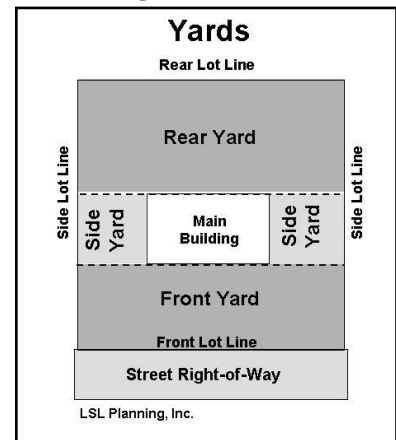 Yards
Rear Lot Line
Rear Yard
Side Lot Line
Side
Yard
Main
Building
Side
Yard
Side Lot Line
Front Yard
Front Lot Line
Street Right-of-Way
LSL Planning, Inc.